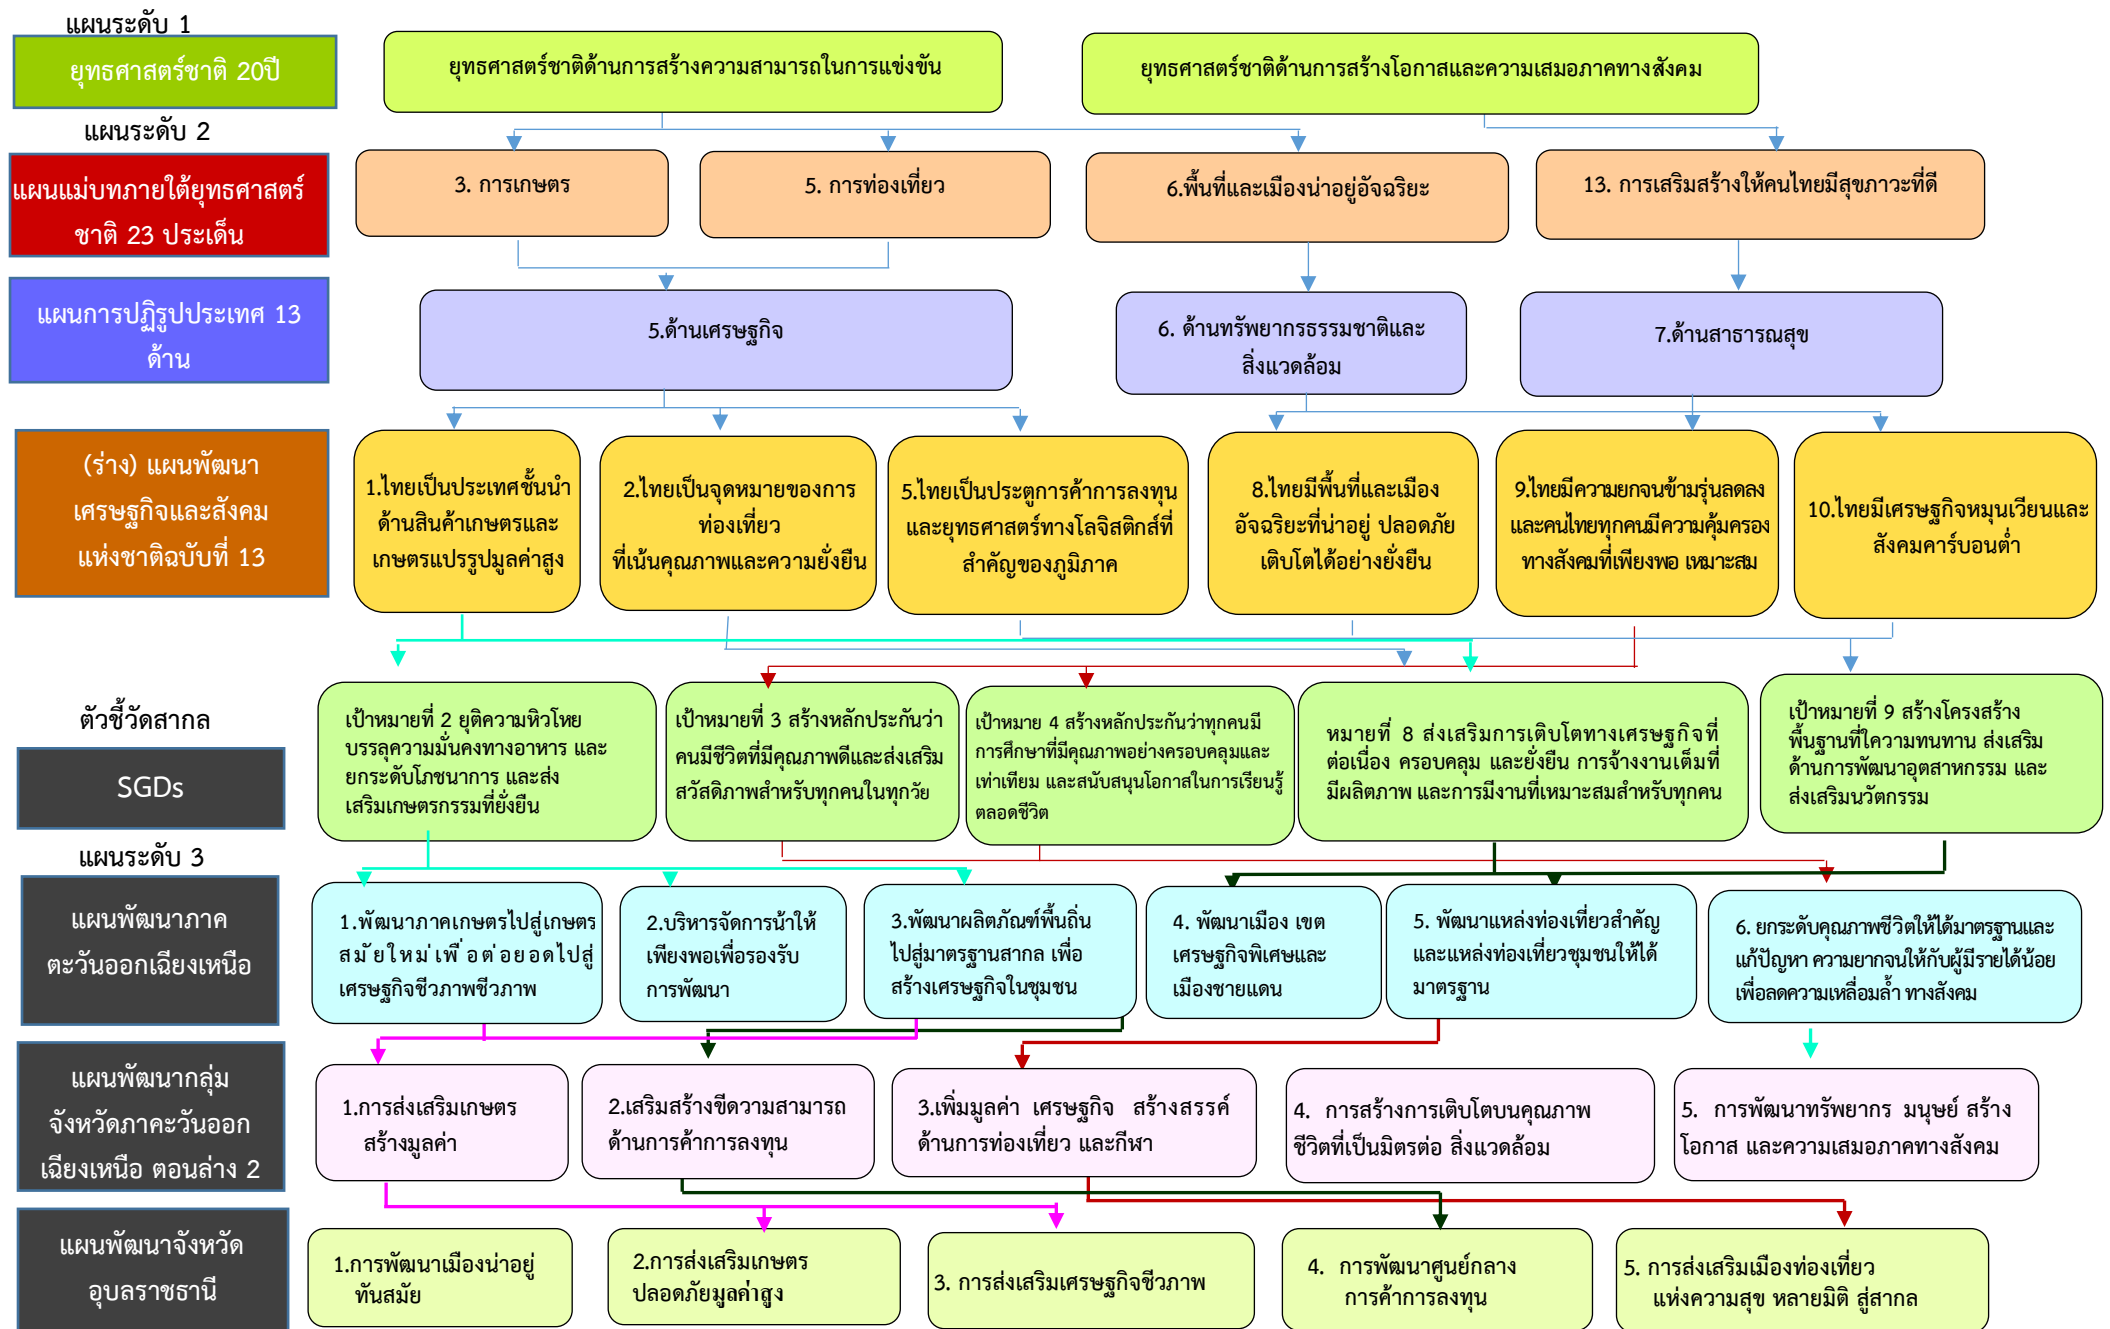 แผนระดับ 1
ยุทธศาสตร์ชาติ 20ปี
ยุทธศาสตร์ชาติด้านการสร้างความสามารถในการแข่งขัน
ยุทธศาสตร์ชาติด้านการสร้างโอกาสและความเสมอภาคทางสังคม
แผนระดับ 2
แผนแม่บทภายใต้ยุทธศาสตร์
ชาติ 23 ประเด็น
3. การเกษตร
5. การท่องเที่ยว
6.พื้นที่และเมืองน่าอยู่อัจฉริยะ
13. การเสริมสร้างให้คนไทยมีสุขภาวะที่ดี
แผนการปฏิรูปประเทศ 13
ด้าน
5.ด้านเศรษฐกิจ
6. ด้านทรัพยากรธรรมชาติและ
สิ่งแวดล้อม
7.ด้านสาธารณสุข
(ร่าง) แผนพัฒนา
เศรษฐกิจและสังคม
แห่งชาติฉบับที่ 13
1.ไทยเป็นประเทศชั้นนำ
ด้านสินค้าเกษตรและ
เกษตรแปรรูปมูลค่าสูง
2.ไทยเป็นจุดหมายของการ
ท่องเที่ยว
ที่เน้นคุณภาพและความยั่งยืน
5.ไทยเป็นประตูการค้าการลงทุน
และยุทธศาสตร์ทางโลจิสติกส์ที่
สำคัญของภูมิภาค
8.ไทยมีพื้นที่และเมือง
อัจฉริยะที่น่าอยู่ ปลอดภัย
เติบโตได้อย่างยั่งยืน
9.ไทยมีความยกจนข้ามรุ่นลดลง
และคนไทยทุกคนมีความคุ้มครอง
ทางสังคมที่เพียงพอ เหมาะสม
10.ไทยมีเศรษฐกิจหมุนเวียนและ
สังคมคาร์บอนต่ำ
ตัวชี้วัดสากล
SGDs
เป้าหมายที่ 2 ยุติความหิวโหย
บรรลุความมั่นคงทางอาหาร และ
ยกระดับโภชนาการ และส่ง
เสริมเกษตรกรรมที่ยั่งยืน
เป้าหมายที่ 3 สร้างหลักประกันว่า
คนมีชีวิตที่มีคุณภาพดีและส่งเสริม
สวัสดิภาพสำหรับทุกคนในทุกวัย
เป้าหมาย 4 สร้างหลักประกันว่าทุกคนมี
การศึกษาที่มีคุณภาพอย่างครอบคลุมและ
เท่าเทียม และสนับสนุนโอกาสในการเรียนรู้
ตลอดชีวิต
หมายที่ 8 ส่งเสริมการเติบโตทางเศรษฐกิจที่
ต่อเนื่อง ครอบคลุม และยั่งยืน การจ้างงานเต็มที่
มีผลิตภาพ และการมีงานที่เหมาะสมสำหรับทุกคน
เป้าหมายที่ 9 สร้างโครงสร้าง
พื้นฐานที่ใความทนทาน ส่งเสริม
ด้านการพัฒนาอุตสาหกรรม และ
ส่งเสริมนวัตกรรม
แผนระดับ 3
แผนพัฒนาภาค
ตะวันออกเฉียงเหนือ
1.พัฒนาภาคเกษตรไปสู่เกษตร
สมัยใหม่เพื่อต่อยอดไปสู่
เศรษฐกิจชีวภาพชีวภาพ
2.บริหารจัดการน้ำให้
เพียงพอเพื่อรองรับ
การพัฒนา
3.พัฒนาผลิตภัณฑ์พื้นถิ่น
ไปสู่มาตรฐานสากล เพื่อ
สร้างเศรษฐกิจในชุมชน
4. พัฒนาเมือง เขต
เศรษฐกิจพิเศษและ
เมืองชายแดน
5. พัฒนาแหล่งท่องเที่ยวสำคัญ
และแหล่งท่องเที่ยวชุมชนให้ได้
มาตรฐาน
6. ยกระดับคุณภาพชีวิตให้ได้มาตรฐานและ
แก้ปัญหา ความยากจนให้กับผู้มีรายได้น้อย
เพื่อลดความเหลื่อมล้ำ ทางสังคม
แผนพัฒนากลุ่ม
จังหวัดภาคะวันออก
เฉียงเหนือ ตอนล่าง 2
1.การส่งเสริมเกษตร
สร้างมูลค่า
2.เสริมสร้างขีดความสามารถ
ด้านการค้าการลงทุน
3.เพิ่มมูลค่า เศรษฐกิจ สร้างสรรค์
ด้านการท่องเที่ยว และกีฬา
4. การสร้างการเติบโตบนคุณภาพ
ชีวิตที่เป็นมิตรต่อ สิ่งแวดล้อม
5. การพัฒนาทรัพยากร มนุษย์ สร้าง
โอกาส และความเสมอภาคทางสังคม
แผนพัฒนาจังหวัด
อุบลราชธานี
1.การพัฒนาเมืองน่าอยู่
ทันสมัย
2.การส่งเสริมเกษตร
ปลอดภัยมูลค่าสูง
3. การส่งเสริมเศรษฐกิจชีวภาพ
4. การพัฒนาศูนย์กลาง
การค้าการลงทุน
5. การส่งเสริมเมืองท่องเที่ยว
แห่งความสุข หลายมิติ สู่สากล